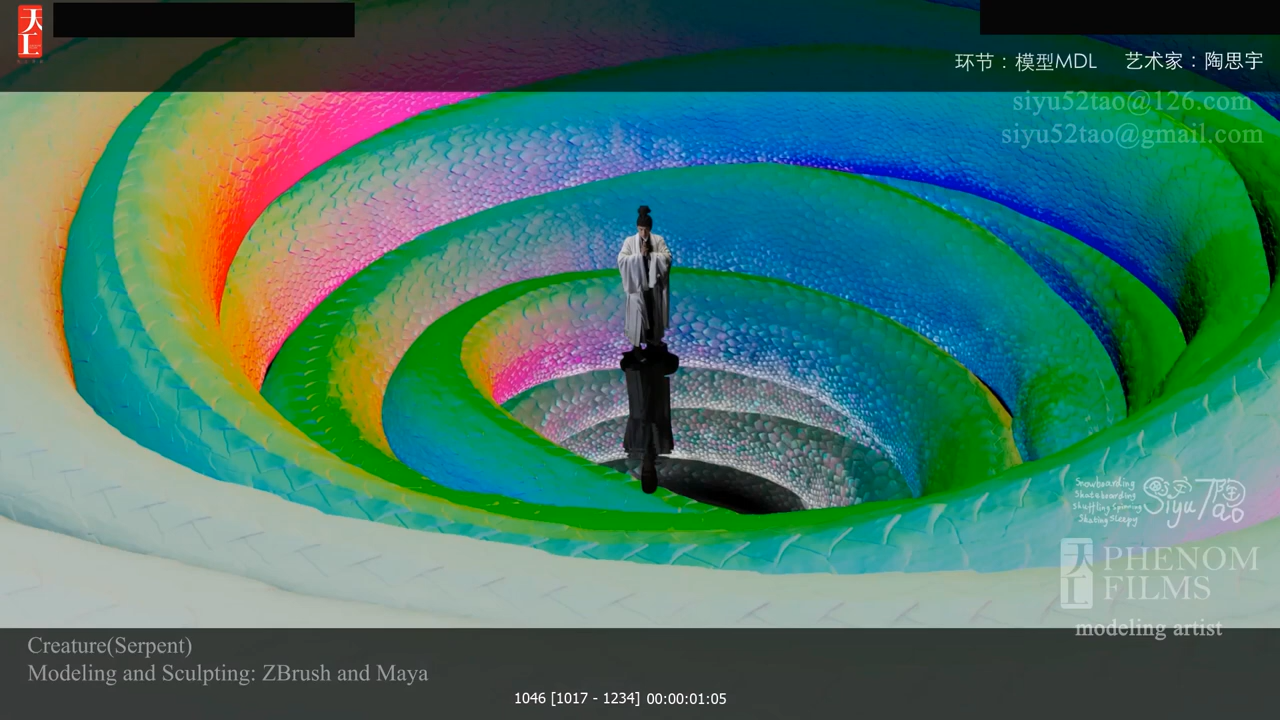 天工
环节：模型MDL 艺术家：陶思宇
siyu52tao@126.com
siyu52tao@gmail.com
Snowboarding
Skateboarding
Shuffling Spinning
Skating Sleepy
Siyu Tao
天工
PHENOM
FILMS
modeling artist
Creature(Serpent)
Modeling and Sculpting: ZBrush and Maya
1046 [1017 - 1234] 00:00:01:05